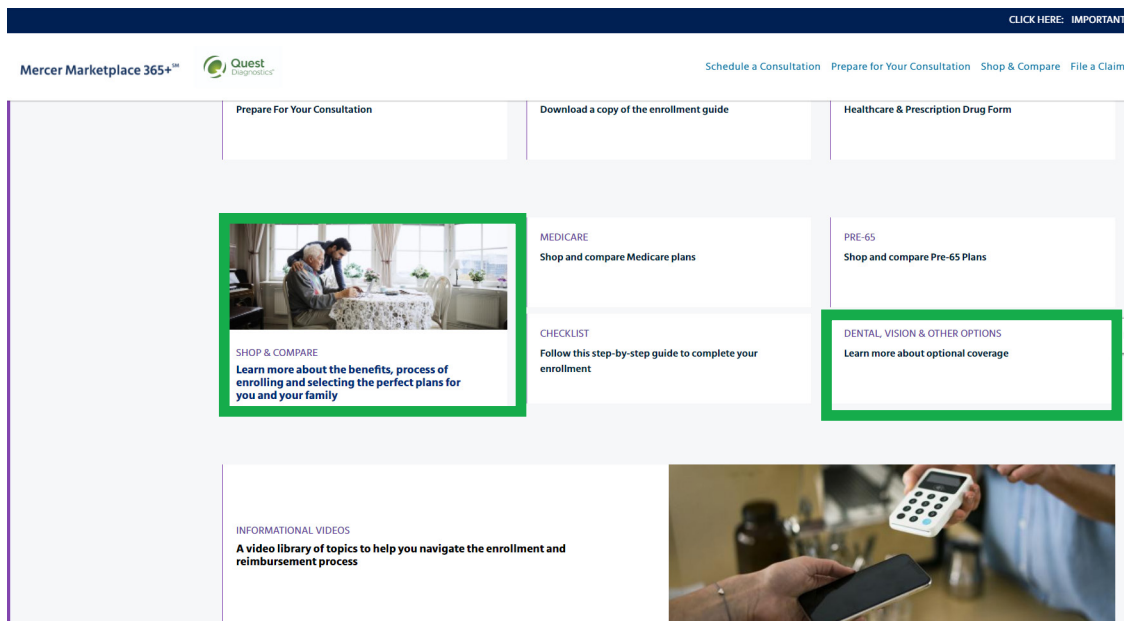 CLICK HERE: IMPORTANT
Mercer Marketplace 365+℠
Quest
Diagnostics®
Schedule a Consultation Prepare for Your Consultation Shop & Compare File a Claim
Prepare For Your Consultation
Download a copy of the enrollment guide
Healthcare & Prescription Drug Form
MEDICARE
Shop and compare Medicare plans
PRE-65
Shop and compare Pre-65 Plans
SHOP & COMPARE
Learn more about the benefits, process of
enrolling and selecting the perfect plans for
you and your family
CHECKLIST
Follow this step-by-step guide to complete your
enrollment
DENTAL, VISION & OTHER OPTIONS
Learn more about optional coverage
INFORMATIONAL VIDEOS
A video library of topics to help you navigate the enrollment and
reimbursement process